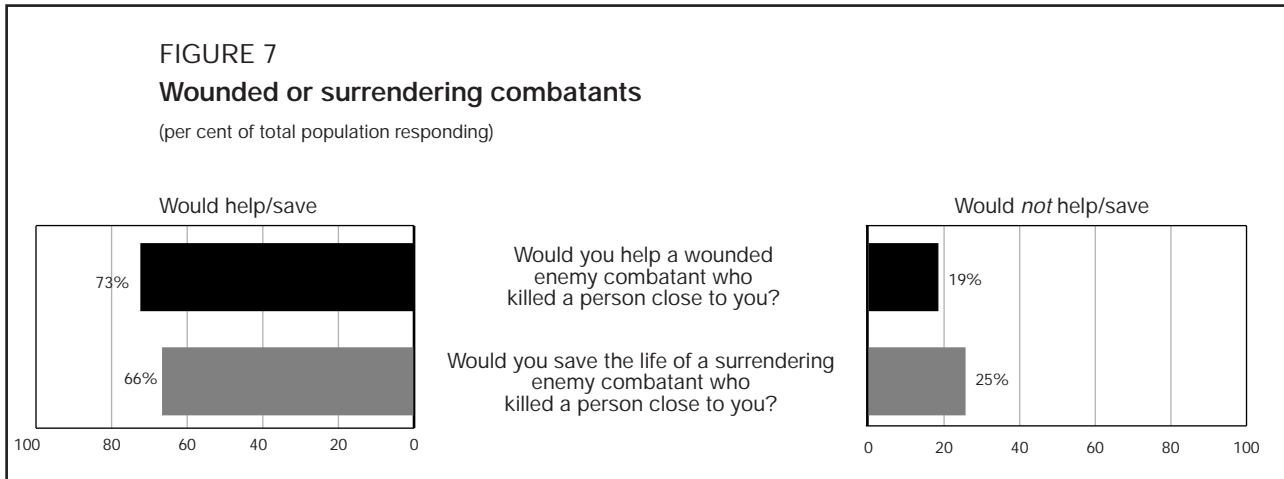 FIGURE 7
Wounded or surrendering combatants
(per cent of total population responding)
Would help/save
Would not help/save
73%
Would you help a wounded
enemy combatant who
killed a person close to you?
19%
66%
Would you save the life of a surrendering
enemy combatant who
killed a person close to you?
25%
100 80 60 40 20 0
0 20 40 60 80 100